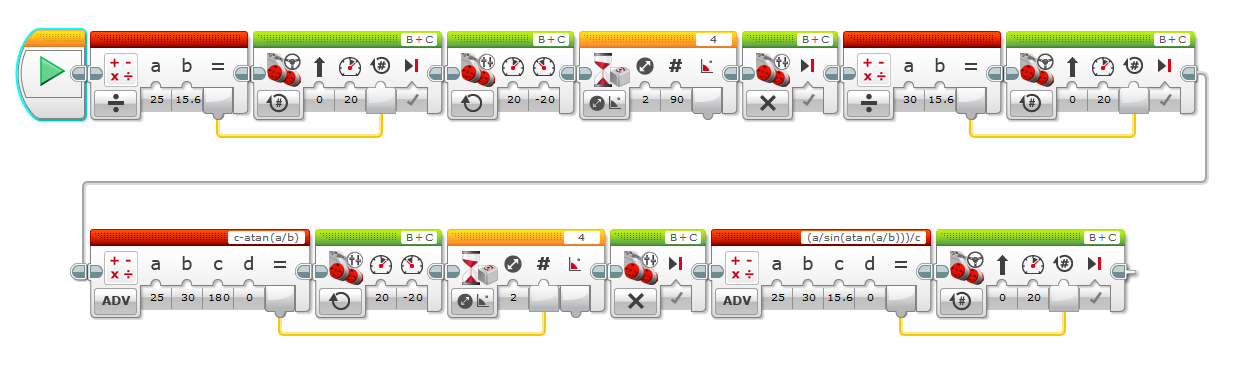 B+C B+C 4 B+C B+C
+ - a b = # # + - a b = #
× ÷ × ÷
÷ 25 15.6 # 0 20 20 -20 2 90 ÷ 30 15.6 # 0 20
c-atan(a/b) B+C 4 B+C (a/sin(atan(a/b)))/c B+C
+ - a b c d = # + - a b c d = #
× ÷ × ÷
ADV 25 30 180 0 20 -20 2 ADV 25 30 15.6 0 # 0 20